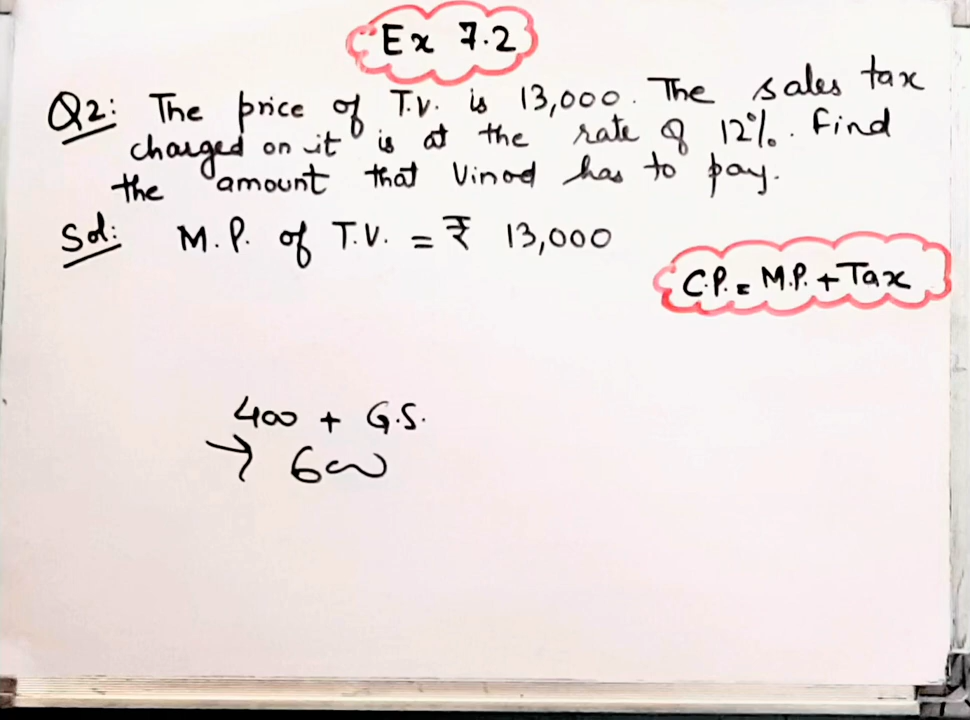 Ex 7.2
Q2: The price of T.V. is 13,000. The sales tax
charged on it is at the rate of 12%. Find
the amount that Vinod has to pay.
Sol: M.P. of T.V. = ₹ 13,000
C.P. = M.P. + Tax
400 + G.S.
→ 600